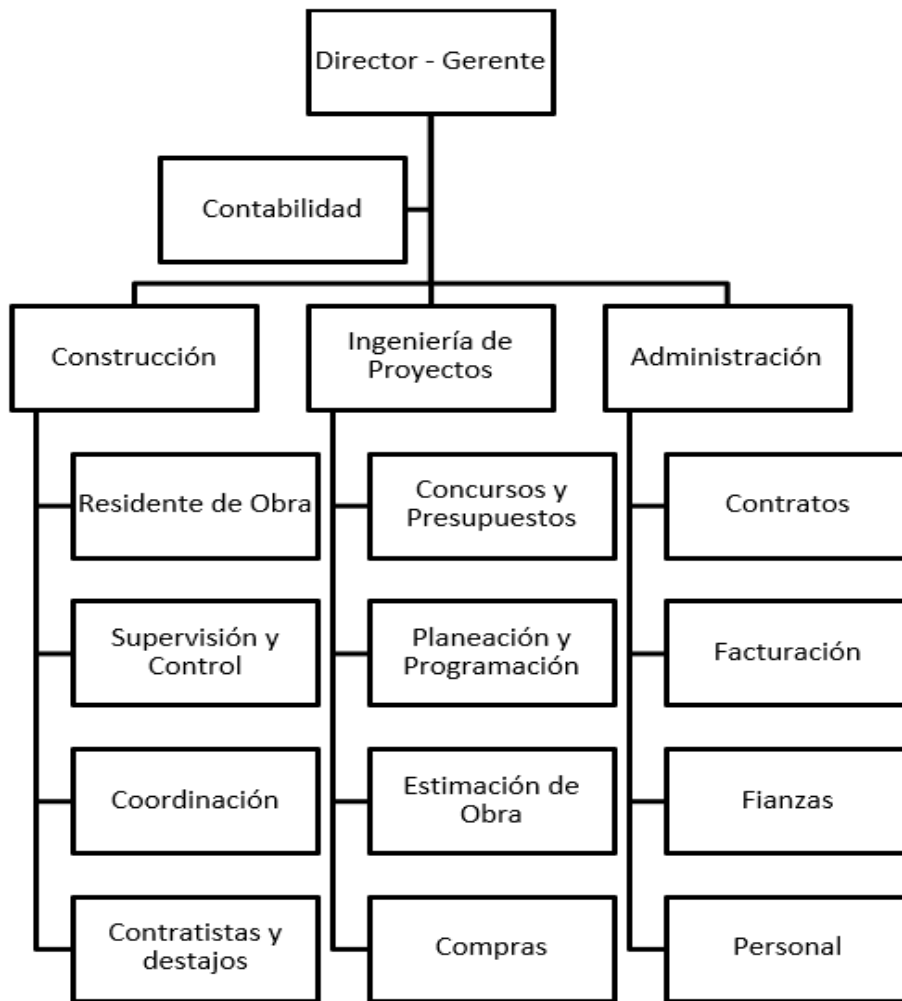 Director - Gerente
Contabilidad
Construcción
Ingeniería de
Proyectos
Administración
Residente de Obra
Concursos y
Presupuestos
Contratos
Supervisión y
Control
Planeación y
Programación
Facturación
Coordinación
Estimación de
Obra
Fianzas
Contratistas y
destajos
Compras
Personal